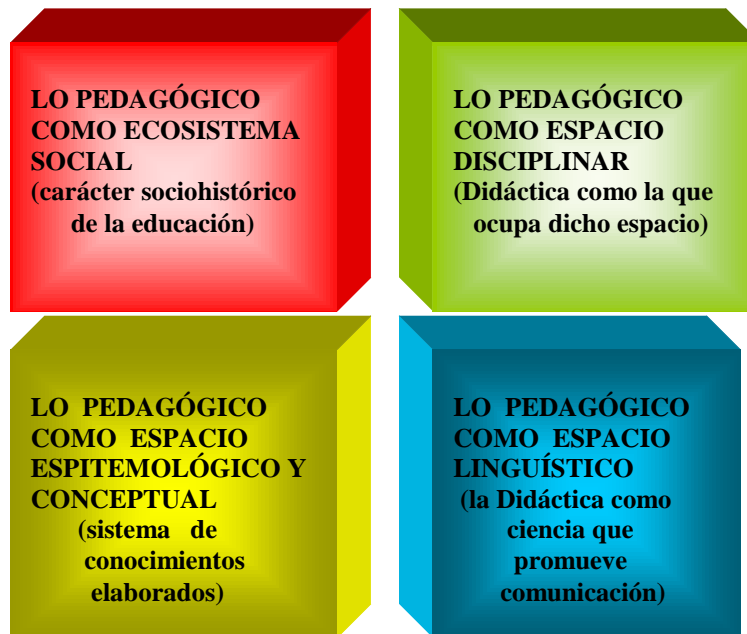 LO PEDAGÓGICO
COMO ECOSISTEMA
SOCIAL
(carácter sociohistórico
de la educación)
LO PEDAGÓGICO
COMO ESPACIO
DISCIPLINAR
(Didáctica como la que
ocupa dicho espacio)
LO PEDAGÓGICO
COMO ESPACIO
ESPITEMOLÓGICO Y
CONCEPTUAL
(sistema de
conocimientos
elaborados)
LO PEDAGÓGICO
COMO ESPACIO
LINGUÍSTICO
(la Didáctica como
ciencia que
promueve
comunicación)